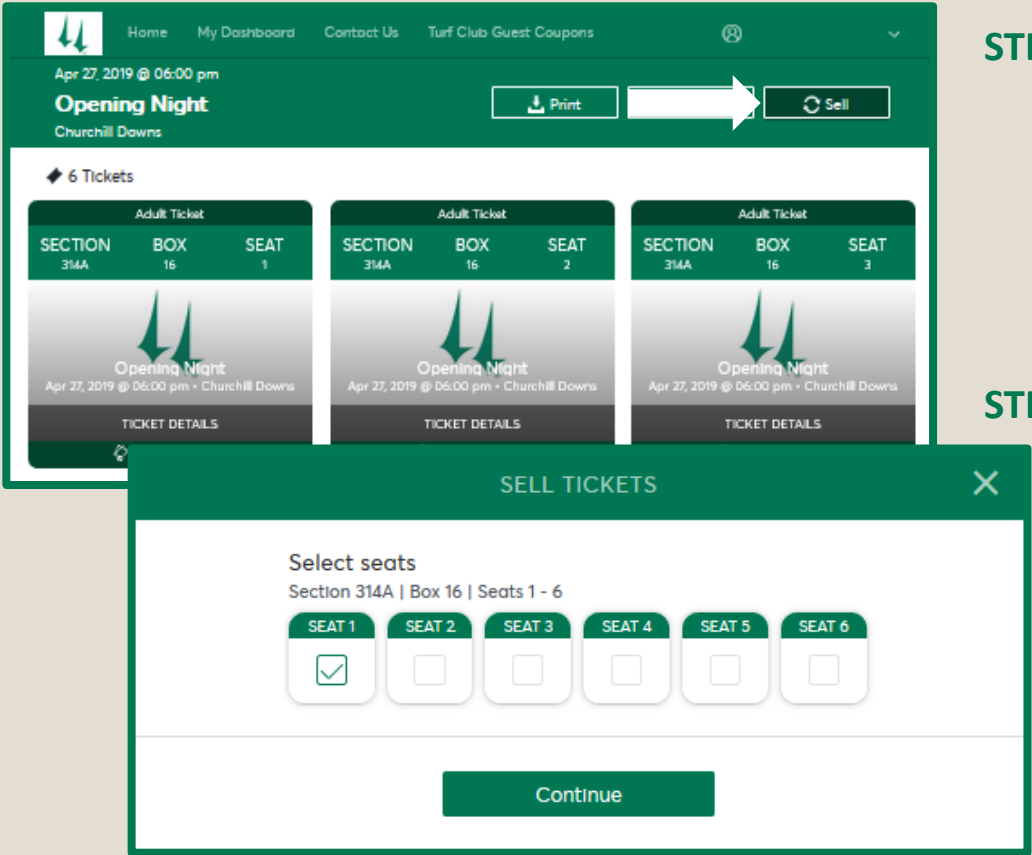 Home My Dashboard Contact Us Turf Club Guest Coupons
STE
Apr 27, 2019 @ 06:00 pm
Opening Night
Churchill Downs
Print
Sell
6 Tickets
Adult Ticket Adult Ticket Adult Ticket
SECTION BOX SEAT SECTION BOX SEAT SECTION BOX SEAT
314A 16 1 314A 16 2 314A 16 3
Opening Night Opening Night Opening Night
Apr 27, 2019 @ 06:00 pm • Churchill Downs Apr 27, 2019 @ 06:00 pm • Churchill Downs Apr 27, 2019 @ 06:00 pm • Churchill Downs
TICKET DETAILS TICKET DETAILS TICKET DETAILS
STE
SELL TICKETS
Select seats
Section 314A | Box 16 | Seats 1 - 6
SEAT 1 SEAT 2 SEAT 3 SEAT 4 SEAT 5 SEAT 6
Continue